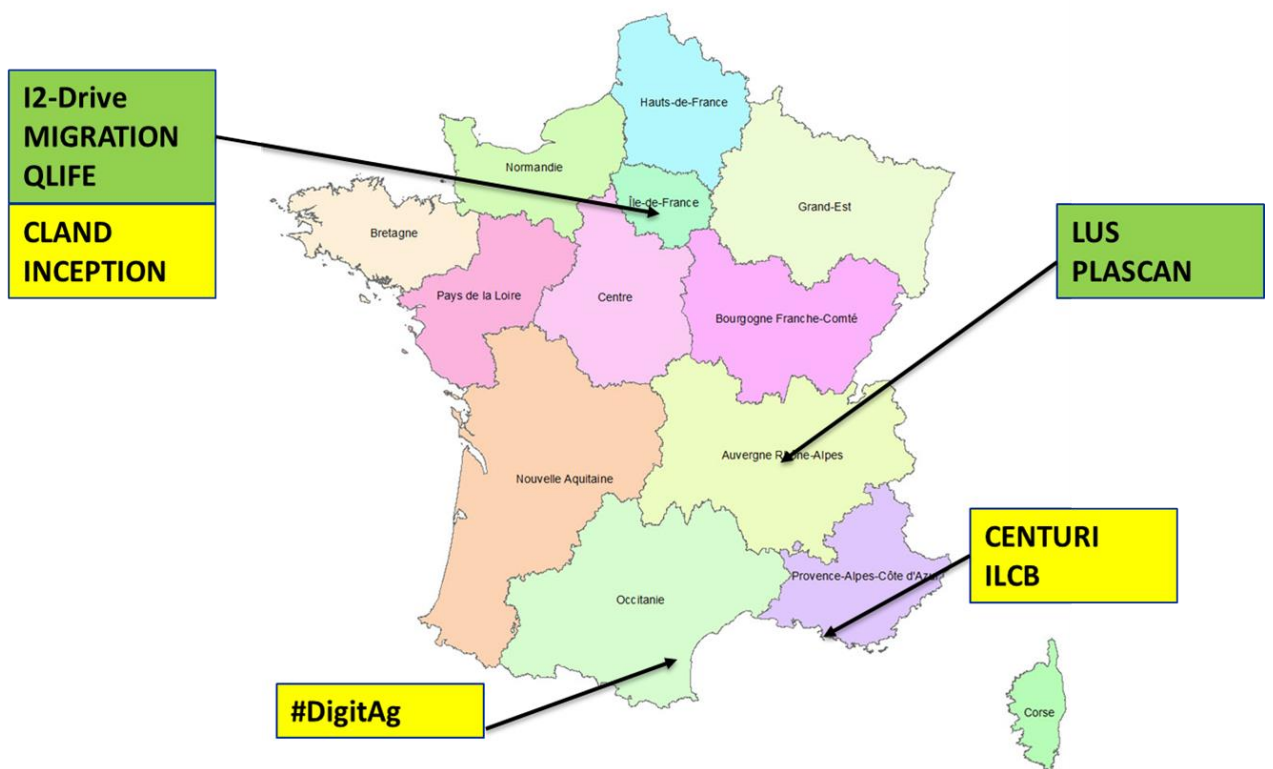 I2-Drive
MIGRATION
QLIFE
CLAND
INCEPTION
Hauts-de-France
Normandie
Île-de-France
Grand-Est
Bretagne
Pays de la Loire
Centre
Bourgogne Franche-Comté
LUS
PLASCAN
Auvergne Rhône-Alpes
Nouvelle Aquitaine
CENTURI
ILCB
Provence-Alpes-Côte d'Azur
Occitanie
#DigitAg
Corse